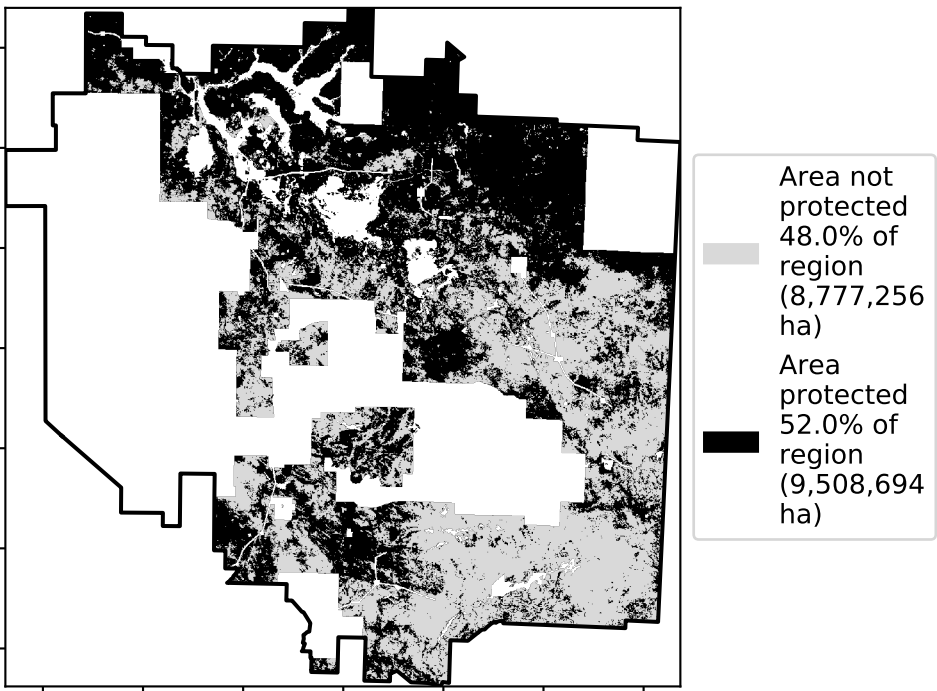 Area not
protected
48.0% of
region
(8,777,256
ha)
Area
protected
52.0% of
region
(9,508,694
ha)